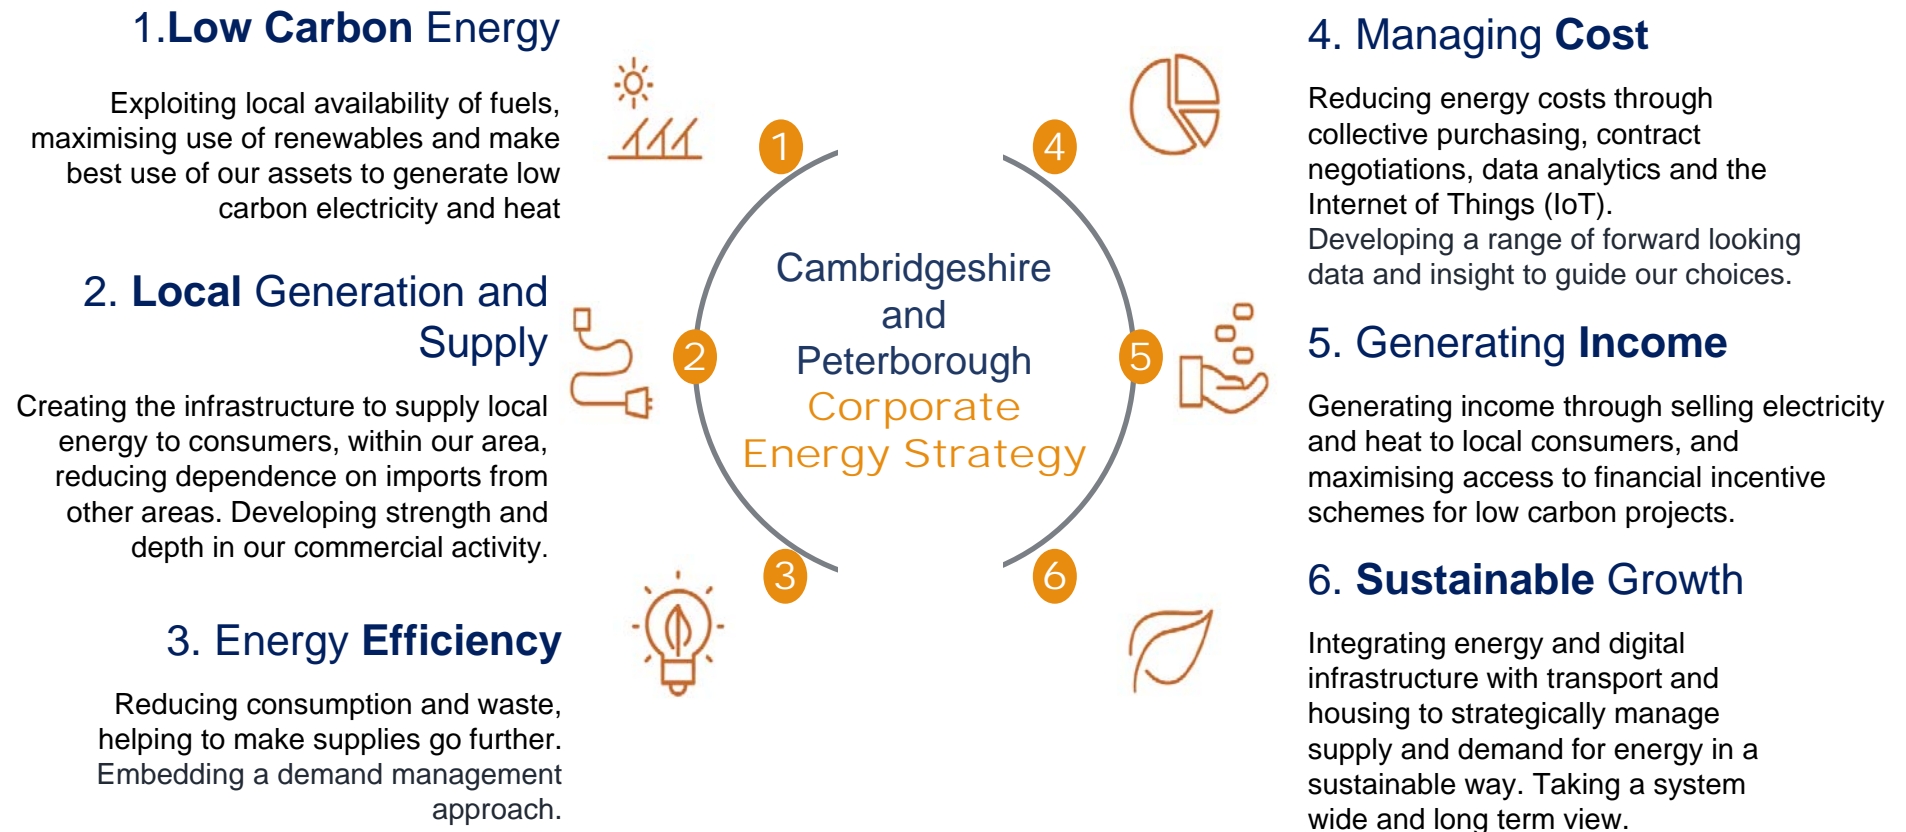 1.Low Carbon Energy
Exploiting local availability of fuels,
maximising use of renewables and make
best use of our assets to generate low
carbon electricity and heat
2. Local Generation and
Supply
Creating the infrastructure to supply local
energy to consumers, within our area,
reducing dependence on imports from
other areas. Developing strength and
depth in our commercial activity.
3. Energy Efficiency
Reducing consumption and waste,
helping to make supplies go further.
Embedding a demand management
approach.
1
2
3
Cambridgeshire
and
Peterborough
Corporate
Energy Strategy
4
5
6
4. Managing Cost
Reducing energy costs through
collective purchasing, contract
negotiations, data analytics and the
Internet of Things (IoT).
Developing a range of forward looking
data and insight to guide our choices.
5. Generating Income
Generating income through selling electricity
and heat to local consumers, and
maximising access to financial incentive
schemes for low carbon projects.
6. Sustainable Growth
Integrating energy and digital
infrastructure with transport and
housing to strategically manage
supply and demand for energy in a
sustainable way. Taking a system
wide and long term view.